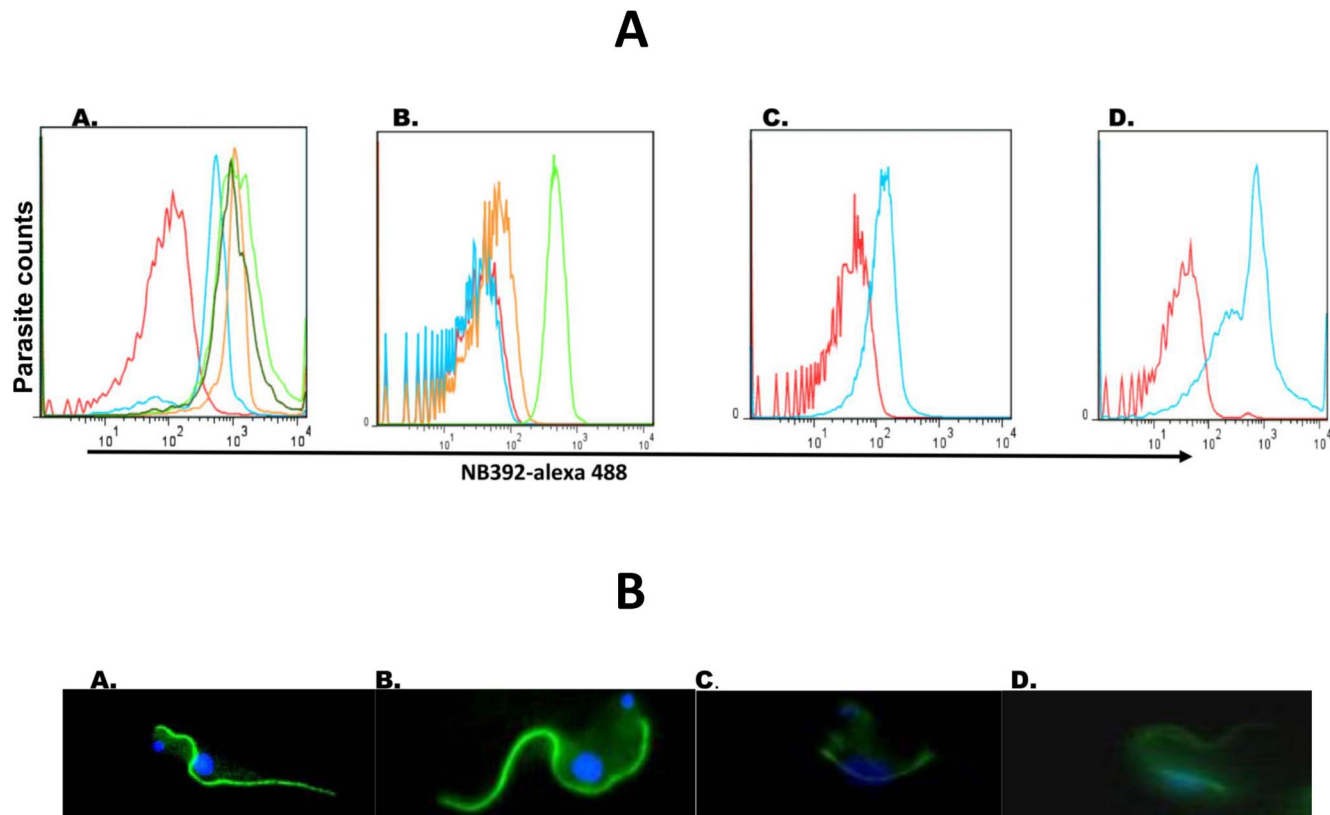 A
A. B. C. D.
Parasite counts
0 0 0
10¹ 10² 10³ 10⁴ 10¹ 10² 10³ 10⁴ 10¹ 10² 10³ 10⁴ 10¹ 10² 10³ 10⁴
NB392-alexa 488
B
A. B. C. D.